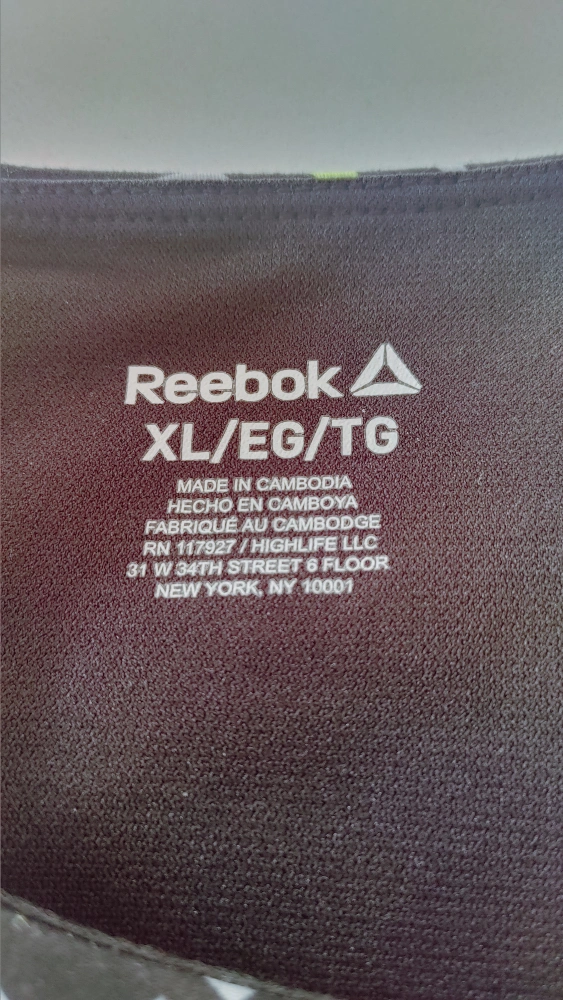 Reebok
XL/EG/TG
MADE IN CAMBODIA
HECHO EN CAMBOYA
FABRIQUÉ AU CAMBODGE
RN 117927 / HIGHLIFE LLC
31 W 34TH STREET 6 FLOOR
NEW YORK, NY 10001